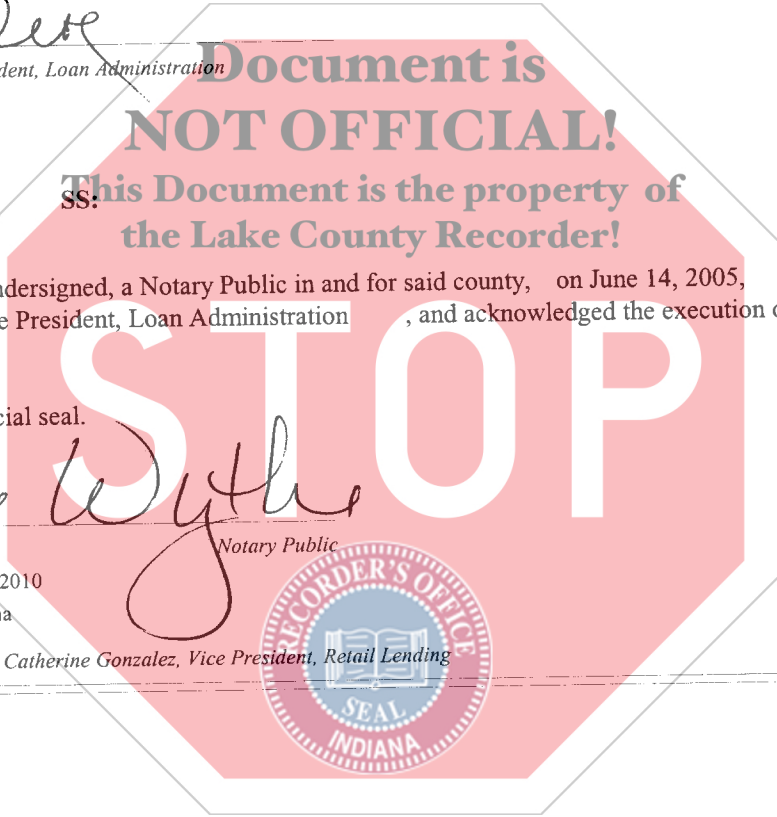 dent, Loan Administration
Document is
NOT OFFICIAL!
This Document is the property of
SS:
the Lake County Recorder!
ndersigned, a Notary Public in and for said county, on June 14, 2005,
e President, Loan Administration , and acknowledged the execution o
STOP
cial seal.
Wythe
Notary Public
2010
na
Catherine Gonzalez, Vice President, Retail Lending
RECORDER'S OFFICE
SEAL
INDIANA